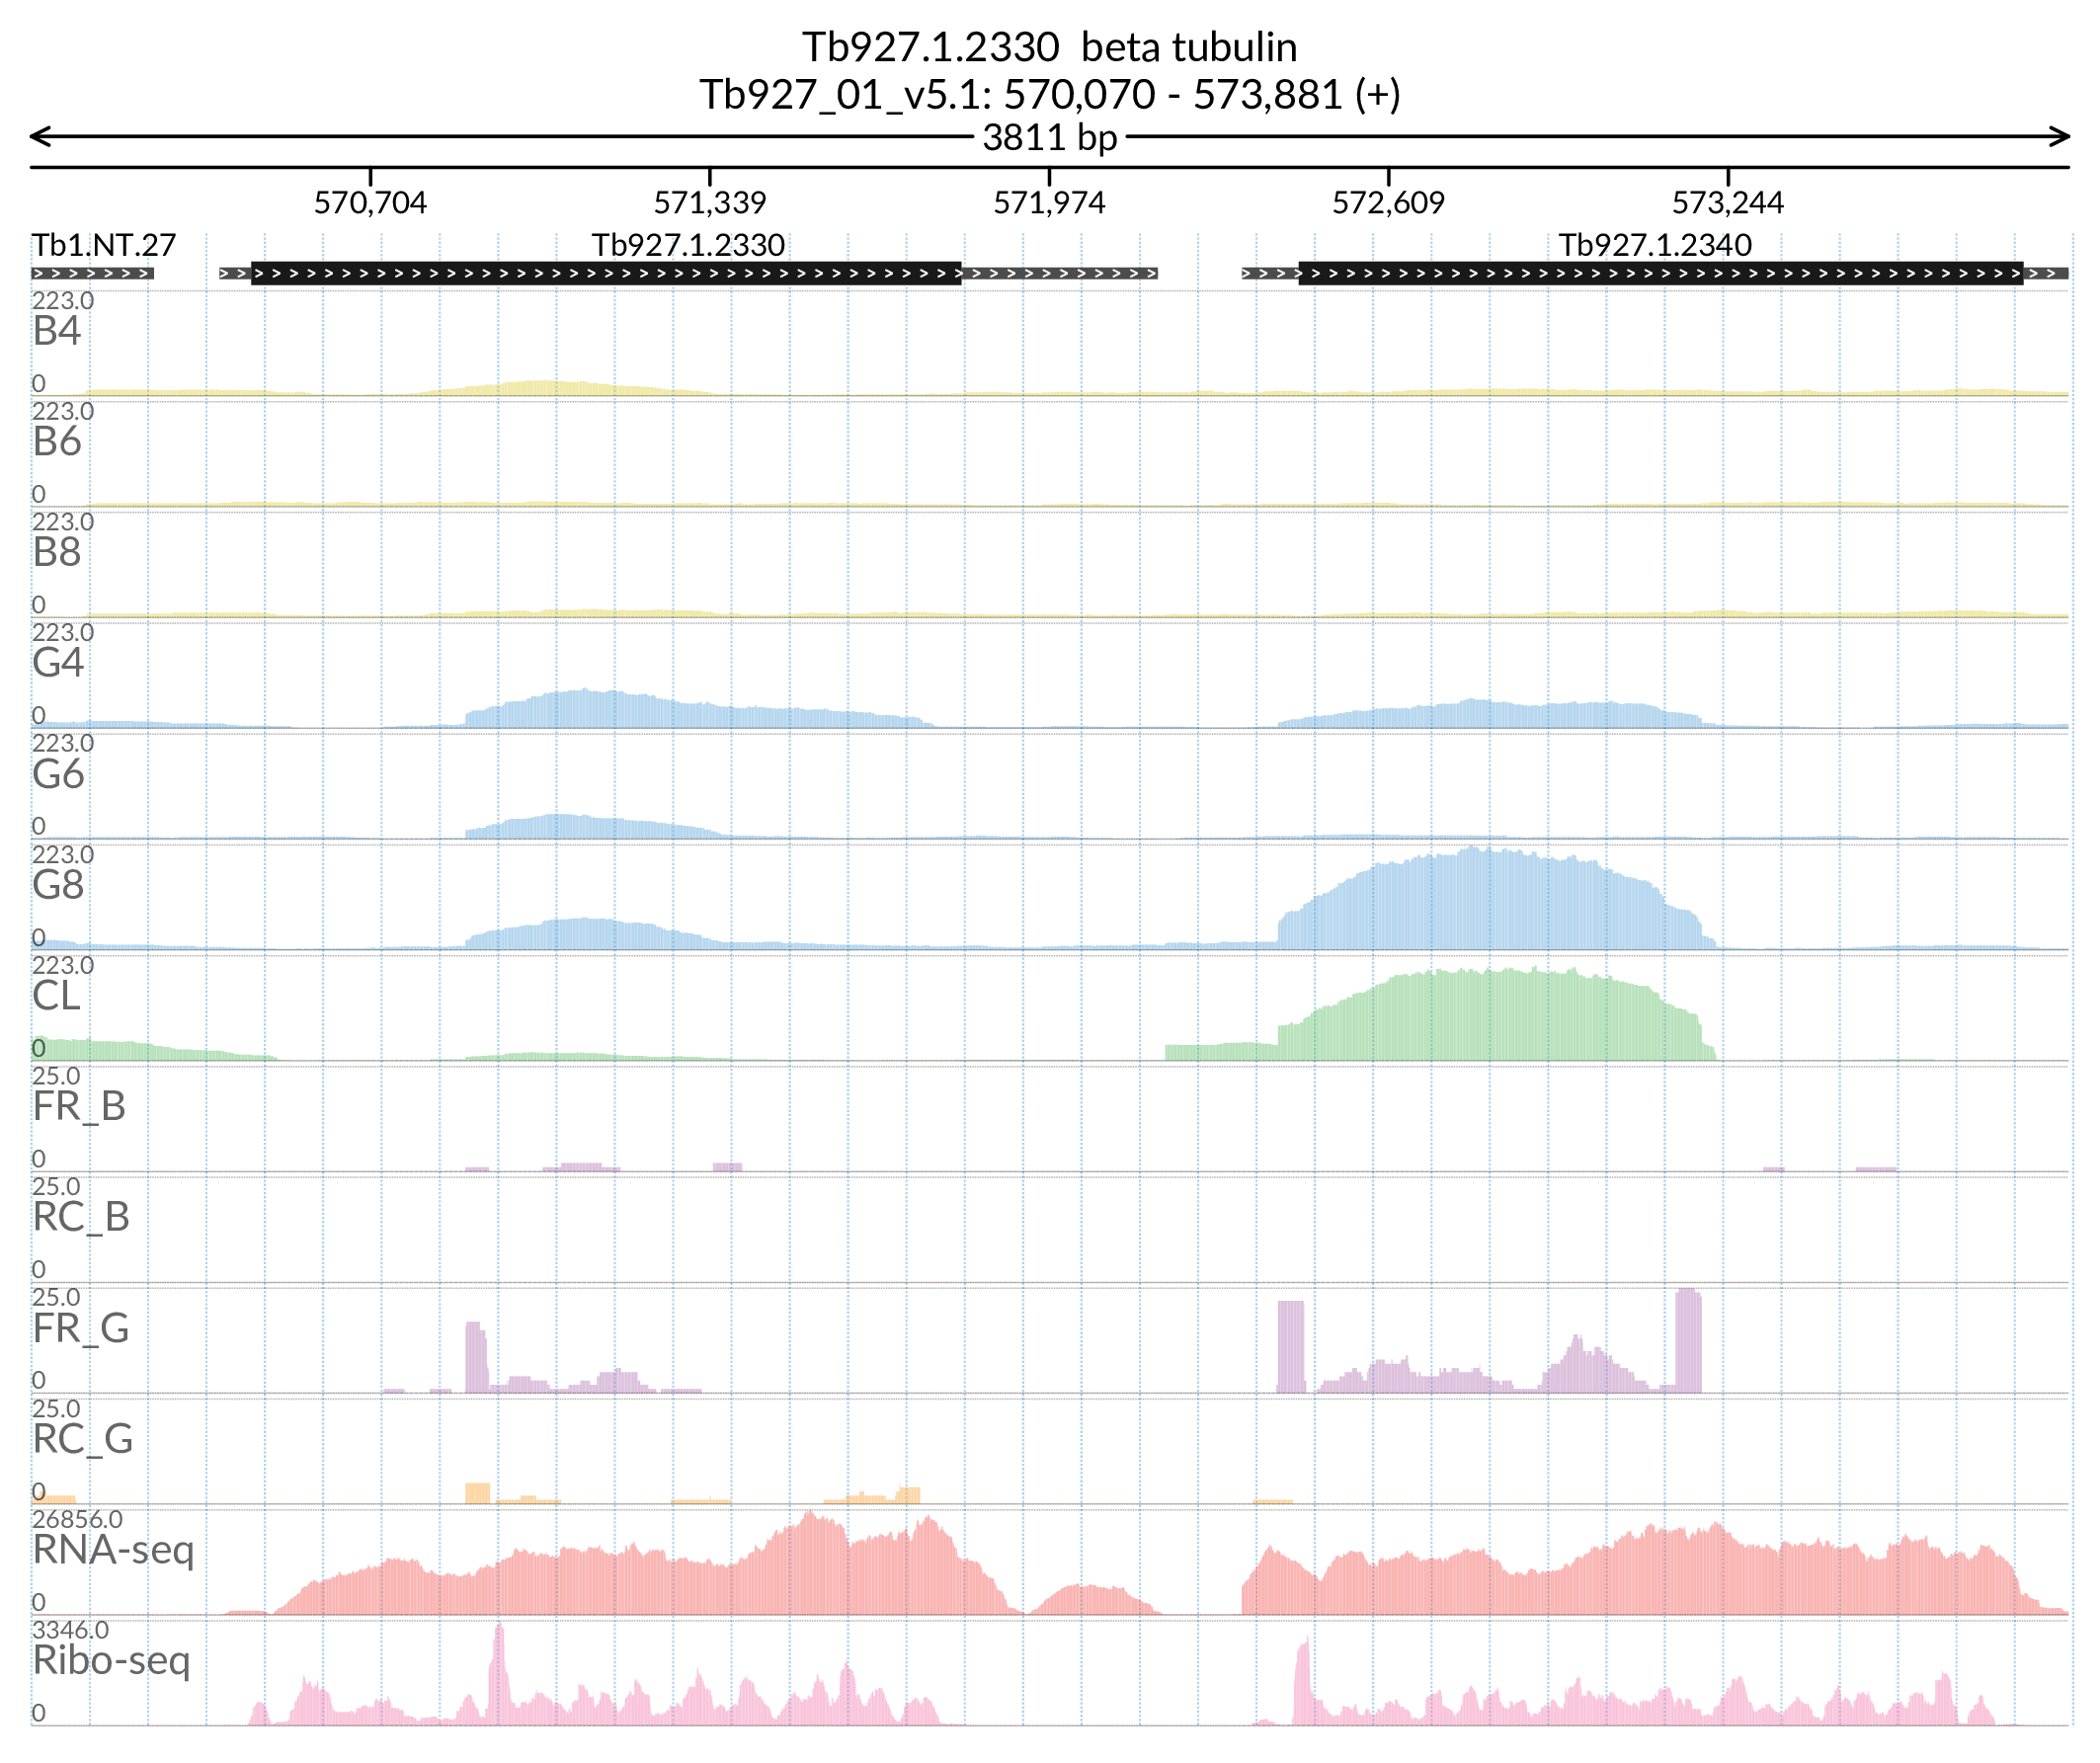 Tb927.1.2330 beta tubulin
Tb927_01_v5.1: 570,070 - 573,881 (+)
3811 bp
570,704 571,339 571,974 572,609 573,244
Tb1.NT.27 Tb927.1.2330 Tb927.1.2340
223.0
B4
0
223.0
B6
0
223.0
B8
0
223.0
G4
0
223.0
G6
0
223.0
G8
0
223.0
CL
0
25.0
FR_B
0
25.0
RC_B
0
25.0
FR_G
0
25.0
RC_G
0
26856.0
RNA-seq
0
3346.0
Ribo-seq
0